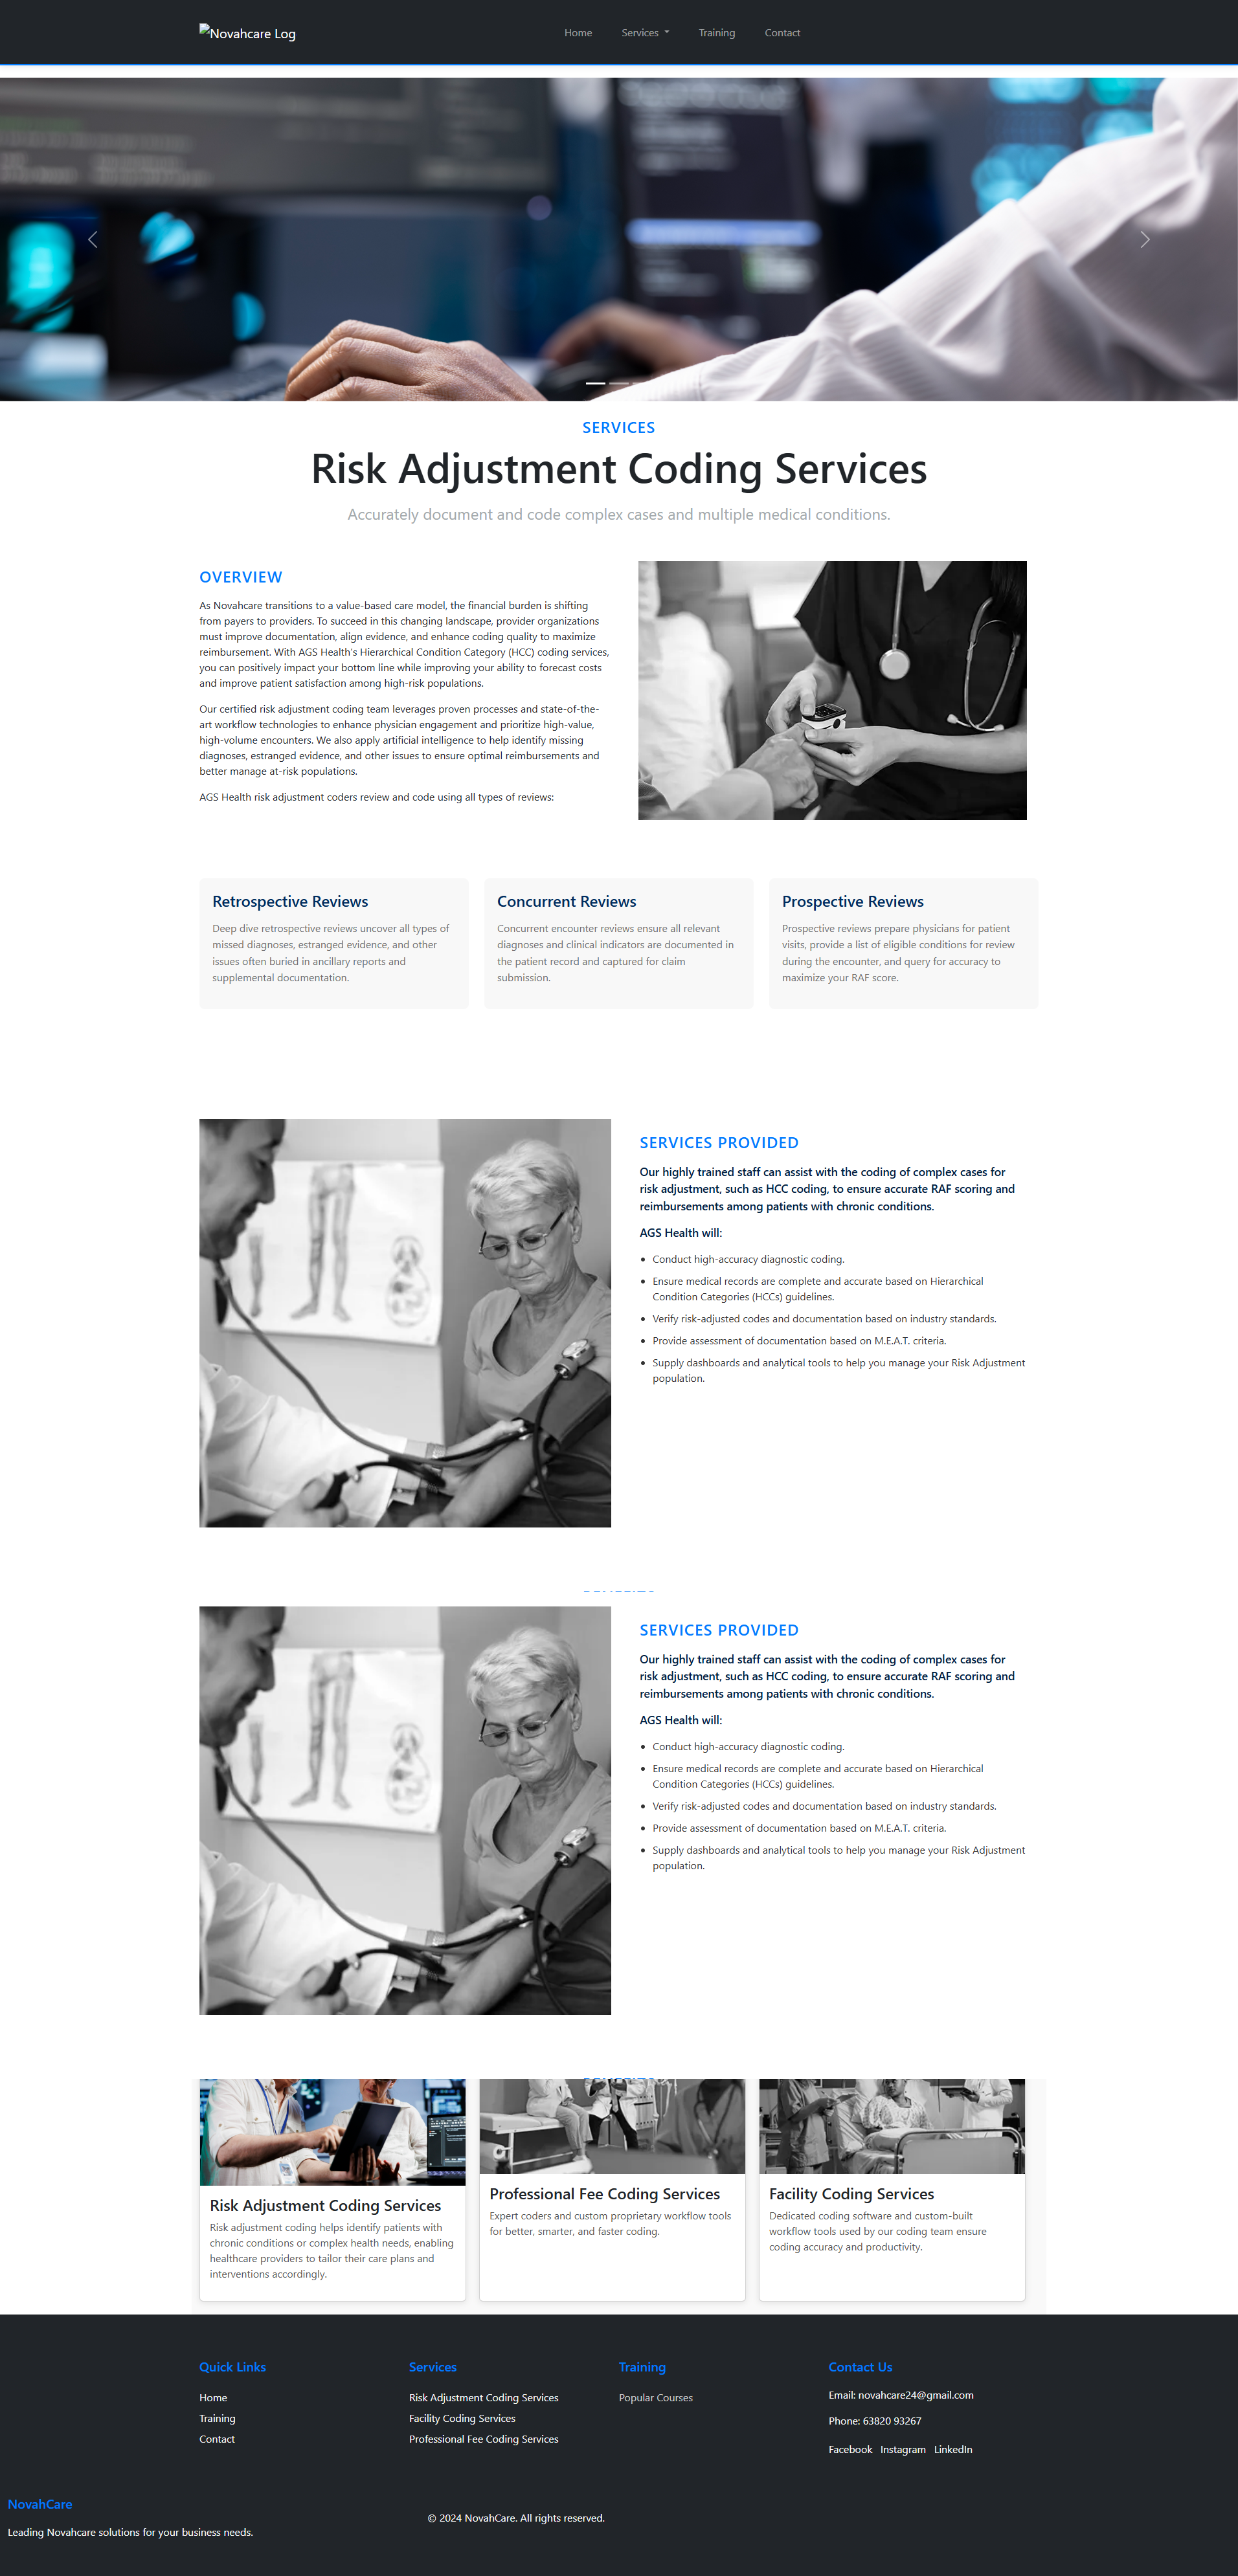 Novahcare Log
Home Services Training Contact
SERVICES
Risk Adjustment Coding Services
Accurately document and code complex cases and multiple medical conditions.
OVERVIEW
As Novahcare transitions to a value-based care model, the financial burden is shifting
from payers to providers. To succeed in this changing landscape, provider organizations
must improve documentation, align evidence, and enhance coding quality to maximize
reimbursement. With AGS Health's Hierarchical Condition Category (HCC) coding services,
you can positively impact your bottom line while improving your ability to forecast costs
and improve patient satisfaction among high-risk populations.
Our certified risk adjustment coding team leverages proven processes and state-of-the-
art workflow technologies to enhance physician engagement and prioritize high-value,
high-volume encounters. We also apply artificial intelligence to help identify missing
diagnoses, estranged evidence, and other issues to ensure optimal reimbursements and
better manage at-risk populations.
AGS Health risk adjustment coders review and code using all types of reviews:
Retrospective Reviews
Deep dive retrospective reviews uncover all types of
missed diagnoses, estranged evidence, and other
issues often buried in ancillary reports and
supplemental documentation.
Concurrent Reviews
Concurrent encounter reviews ensure all relevant
diagnoses and clinical indicators are documented in
the patient record and captured for claim
submission.
Prospective Reviews
Prospective reviews prepare physicians for patient
visits, provide a list of eligible conditions for review
during the encounter, and query for accuracy to
maximize your RAF score.
SERVICES PROVIDED
Our highly trained staff can assist with the coding of complex cases for
risk adjustment, such as HCC coding, to ensure accurate RAF scoring and
reimbursements among patients with chronic conditions.
AGS Health will:
• Conduct high-accuracy diagnostic coding.
• Ensure medical records are complete and accurate based on Hierarchical
Condition Categories (HCCs) guidelines.
• Verify risk-adjusted codes and documentation based on industry standards.
• Provide assessment of documentation based on M.E.A.T. criteria.
• Supply dashboards and analytical tools to help you manage your Risk Adjustment
population.
SERVICES PROVIDED
Our highly trained staff can assist with the coding of complex cases for
risk adjustment, such as HCC coding, to ensure accurate RAF scoring and
reimbursements among patients with chronic conditions.
AGS Health will:
• Conduct high-accuracy diagnostic coding.
• Ensure medical records are complete and accurate based on Hierarchical
Condition Categories (HCCs) guidelines.
• Verify risk-adjusted codes and documentation based on industry standards.
• Provide assessment of documentation based on M.E.A.T. criteria.
• Supply dashboards and analytical tools to help you manage your Risk Adjustment
population.
Risk Adjustment Coding Services
Risk adjustment coding helps identify patients with
chronic conditions or complex health needs, enabling
healthcare providers to tailor their care plans and
interventions accordingly.
Professional Fee Coding Services
Expert coders and custom proprietary workflow tools
for better, smarter, and faster coding.
Facility Coding Services
Dedicated coding software and custom-built
workflow tools used by our coding team ensure
coding accuracy and productivity.
Quick Links
Home
Training
Contact
Services
Risk Adjustment Coding Services
Facility Coding Services
Professional Fee Coding Services
Training
Popular Courses
Contact Us
Email: novahcare24@gmail.com
Phone: 63820 93267
Facebook Instagram LinkedIn
NovahCare
Leading Novahcare solutions for your business needs.
© 2024 NovahCare. All rights reserved.